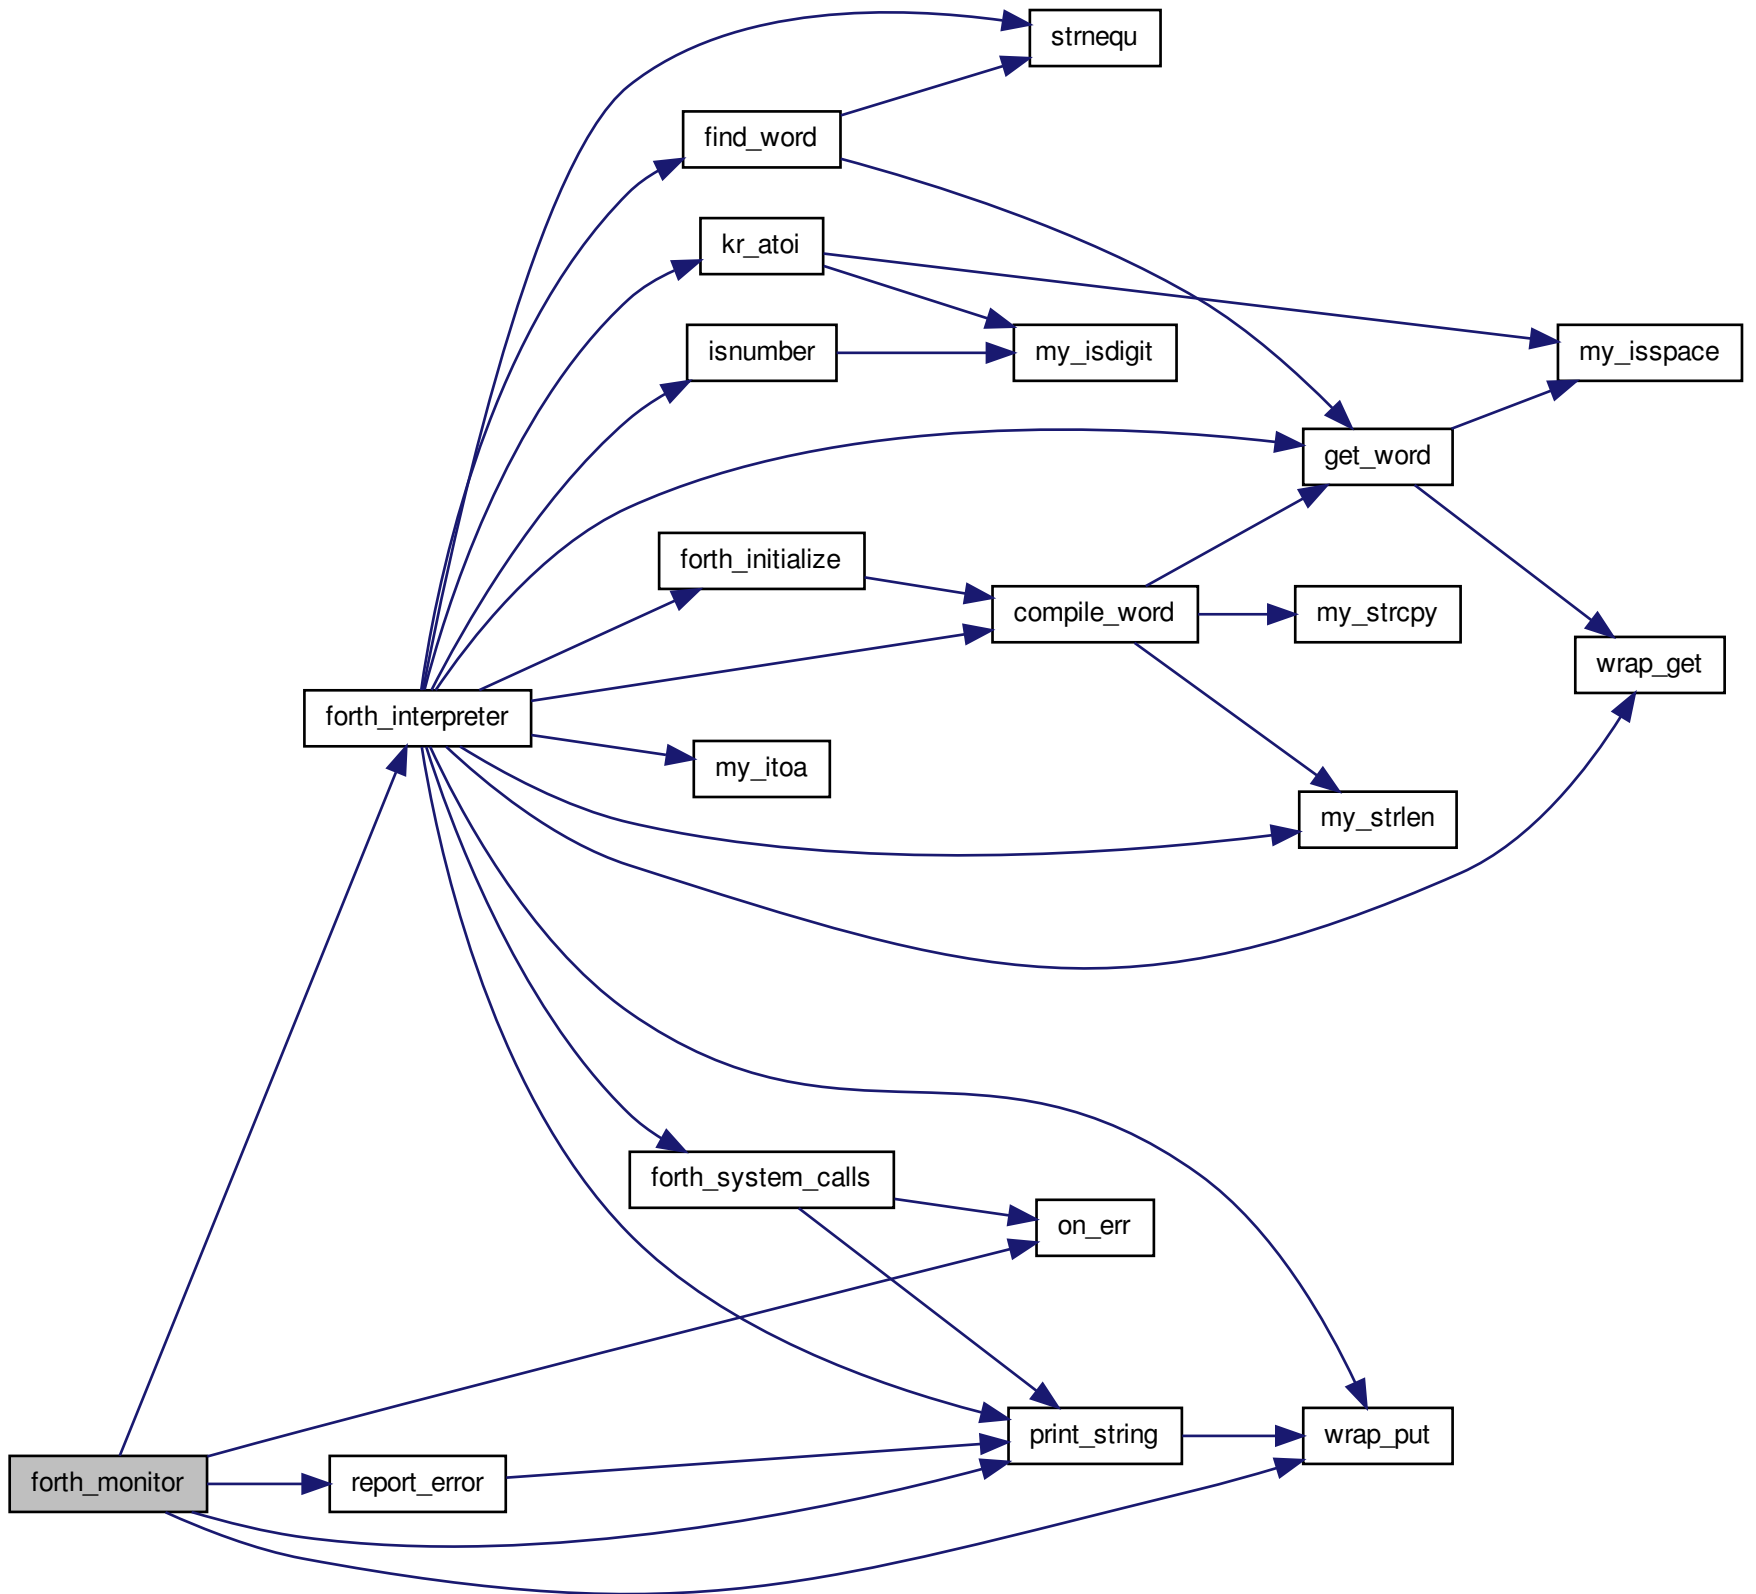 strnequ
find_word
kr_atoi
isnumber
my_isdigit
my_isspace
get_word
forth_initialize
compile_word
my_strcpy
wrap_get
forth_interpreter
my_itoa
my_strlen
forth_system_calls
on_err
print_string
wrap_put
forth_monitor
report_error